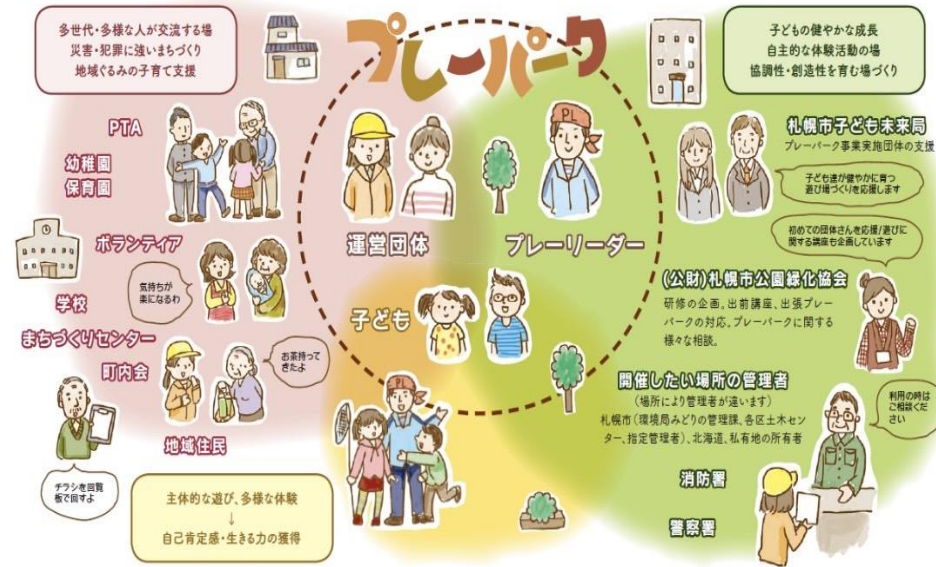 プレーパーク
多世代・多様な人が交流する場
災害・犯罪に強いまちづくり
地域ぐるみの子育て支援
子どもの健やかな成長
自主的な体験活動の場
協調性・創造性を育む場づくり
PTA
幼稚園
保育園
ボランティア
気持ちが
楽になるわ
学校
まちづくりセンター
町内会
お茶持って
きたよ
地域住民
チラシを回覧
板で回すよ
主体的な遊び、多様な体験
↓
自己肯定感・生きる力の獲得
運営団体
PL
プレーリーダー
子ども
PL
札幌市子ども未来局
プレーパーク事業実施団体の支援
子ども達が健やかに育つ
遊び場づくりを応援します
初めての団体さんを応援/遊びに
関する講座も企画しています
(公財)札幌市公園緑化協会
研修の企画。出前講座、出張プレー
パークの対応。プレーパークに関する
様々な相談。
開催したい場所の管理者
(場所により管理者が違います)
札幌市(環境局みどりの管理課、各区土木セン
ター、指定管理者)、北海道、私有地の所有者
利用の時は
ご相談くだ
さい
消防署
警察署